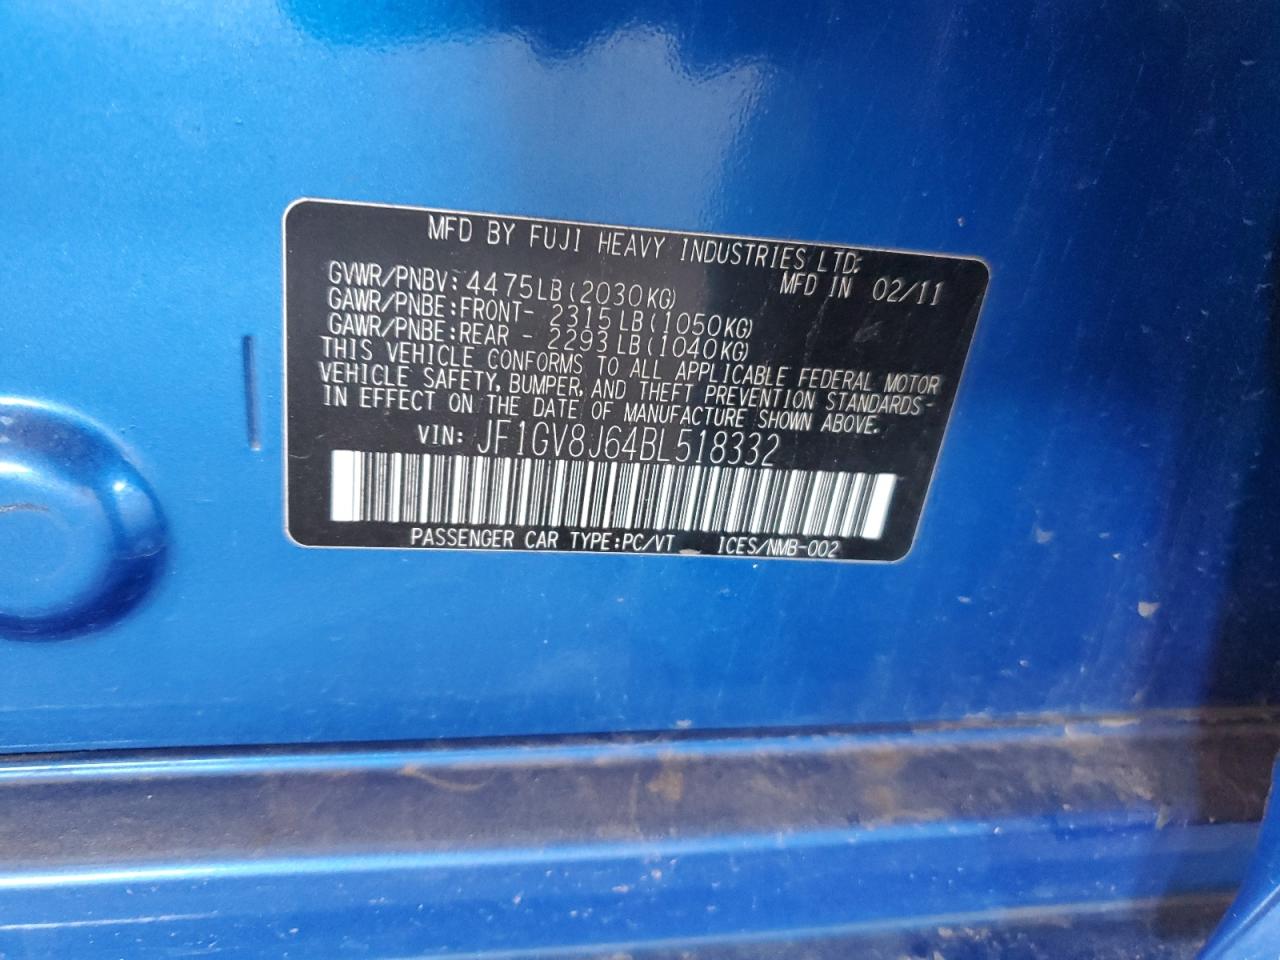 MFD BY FUJI HEAVY INDUSTRIES LTD.
MFD IN 02/11
GVWR/PNBV: 4475LB(2030KG)
GAWR/PNBE:FRONT- 2315LB(1050KG)
GAWR/PNBE:REAR - 2293LB(1040KG)
THIS VEHICLE CONFORMS TO ALL APPLICABLE FEDERAL MOTOR
VEHICLE SAFETY, BUMPER, AND THEFT PREVENTION STANDARDS
IN EFFECT ON THE DATE OF MANUFACTURE SHOWN ABOVE.
VIN: JF1GV8J64BL518332
PASSENGER CAR TYPE:PC/VT ICES/NMB-002